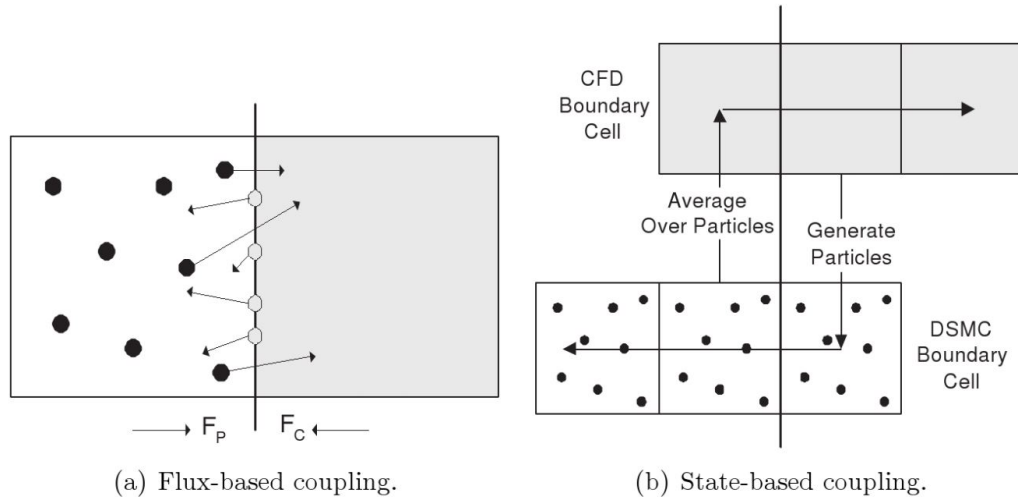 F_P F_C
(a) Flux-based coupling.
CFD
Boundary
Cell
Average
Over Particles
Generate
Particles
DSMC
Boundary
Cell
(b) State-based coupling.